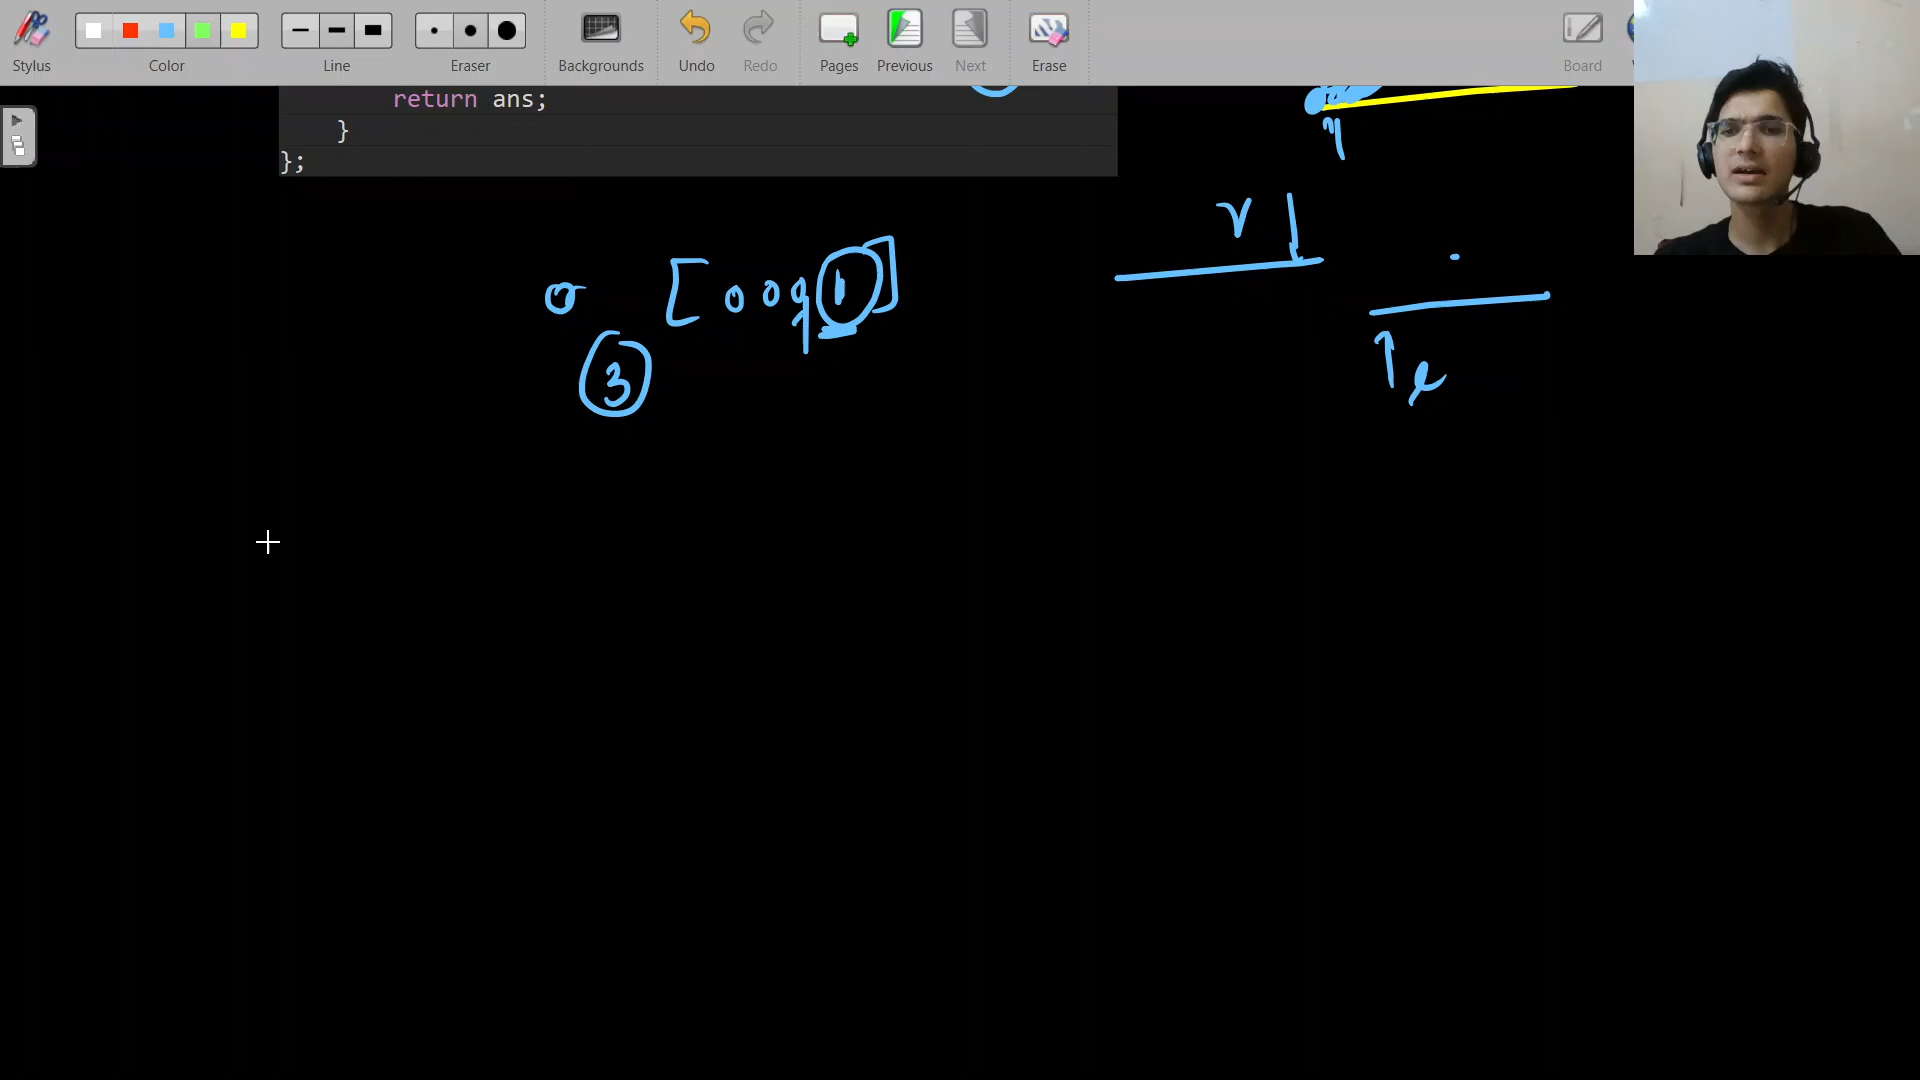 Stylus
Color
Line
Eraser
Backgrounds
Undo
Redo
Pages
Previous
Next
Erase
Board
return ans;
}
};
r
[ 0 0 9 1 ]
3